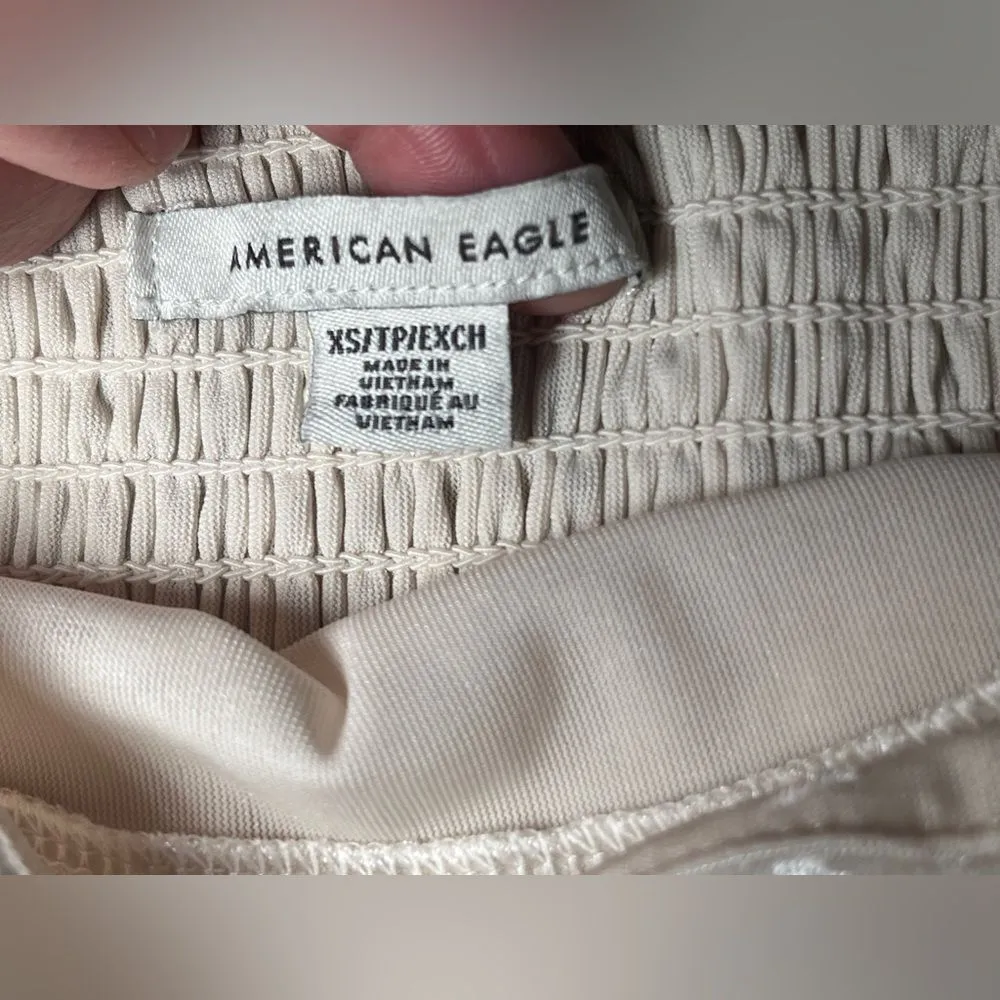 AMERICAN EAGLE
XS/TP/EXCH
MADE IN
VIETNAM
FABRIQUÉ AU
VIETNAM